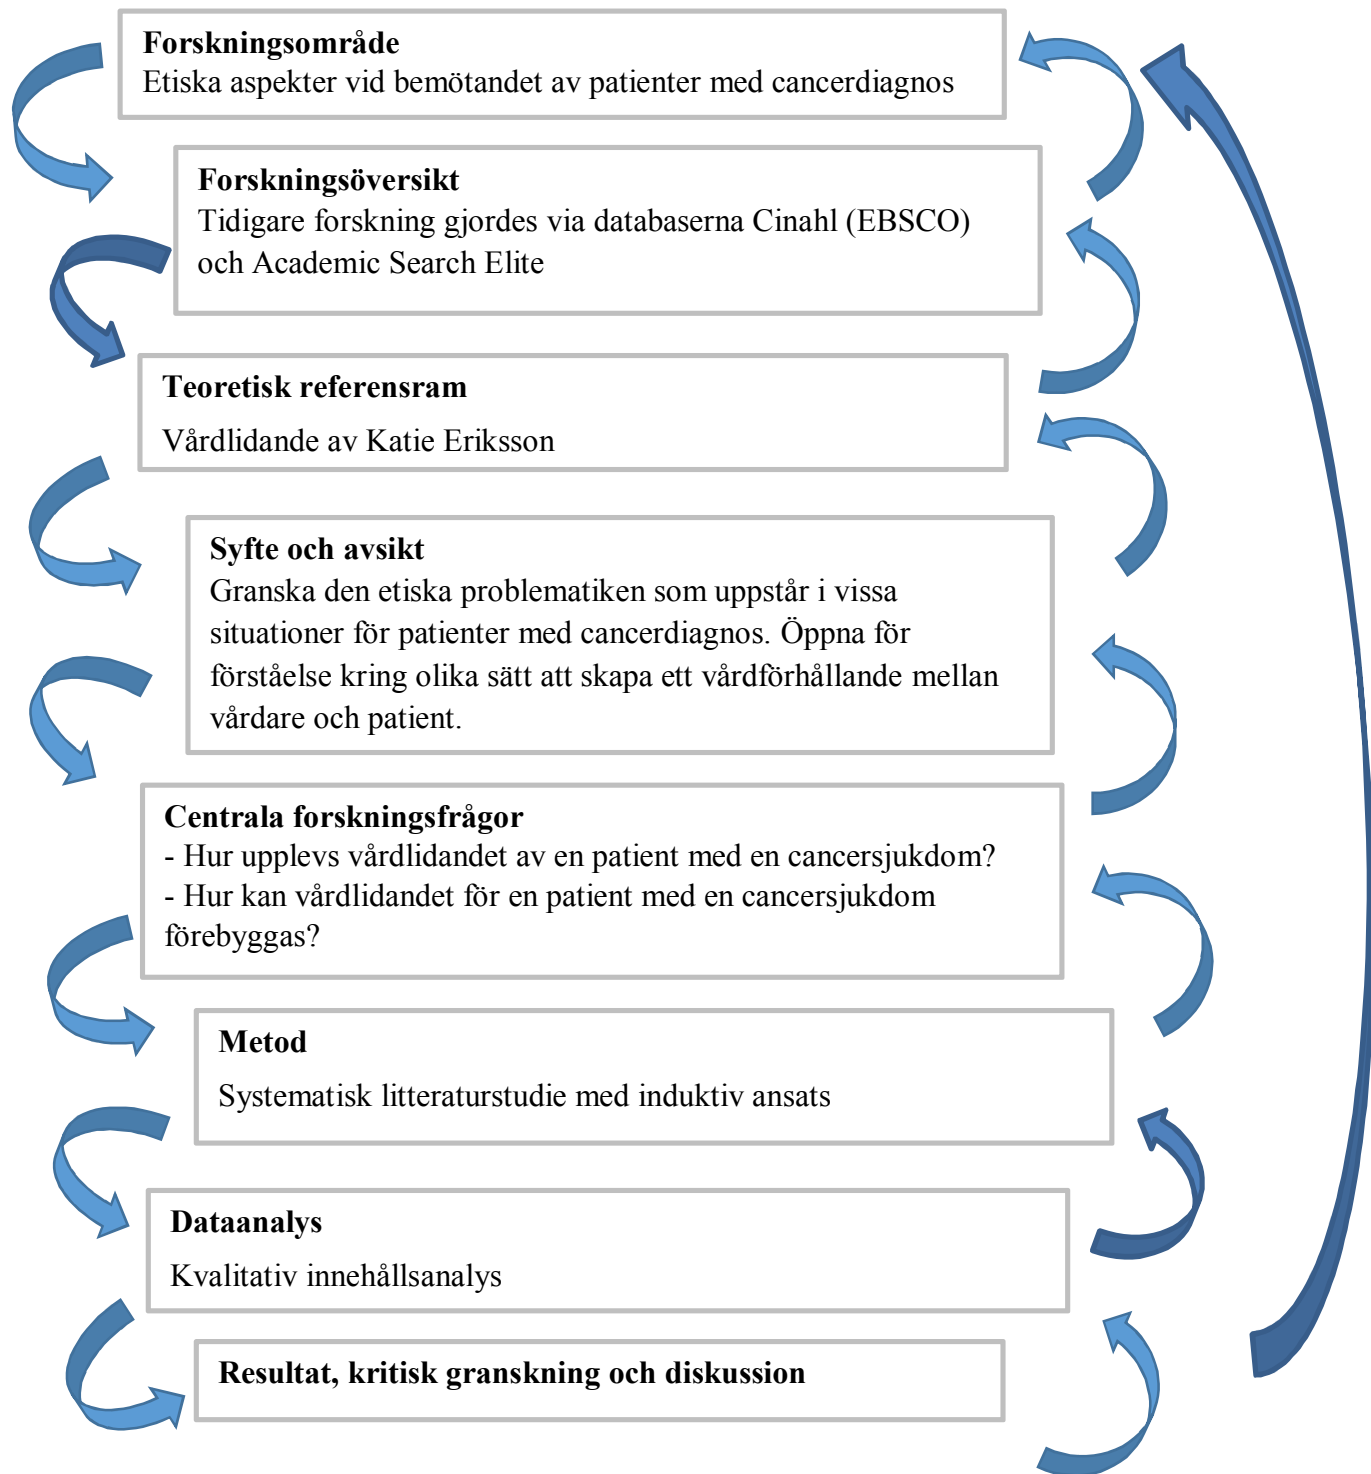 Forskningsområde
Etiska aspekter vid bemötandet av patienter med cancerdiagnos
Forskningsöversikt
Tidigare forskning gjordes via databaserna Cinahl (EBSCO)
och Academic Search Elite
Teoretisk referensram
Vårdlidande av Katie Eriksson
Syfte och avsikt
Granska den etiska problematiken som uppstår i vissa
situationer för patienter med cancerdiagnos. Öppna för
förståelse kring olika sätt att skapa ett vårdförhållande mellan
vårdare och patient.
Centrala forskningsfrågor
- Hur upplevs vårdlidandet av en patient med en cancersjukdom?
- Hur kan vårdlidandet för en patient med en cancersjukdom
förebyggas?
Metod
Systematisk litteraturstudie med induktiv ansats
Dataanalys
Kvalitativ innehållsanalys
Resultat, kritisk granskning och diskussion